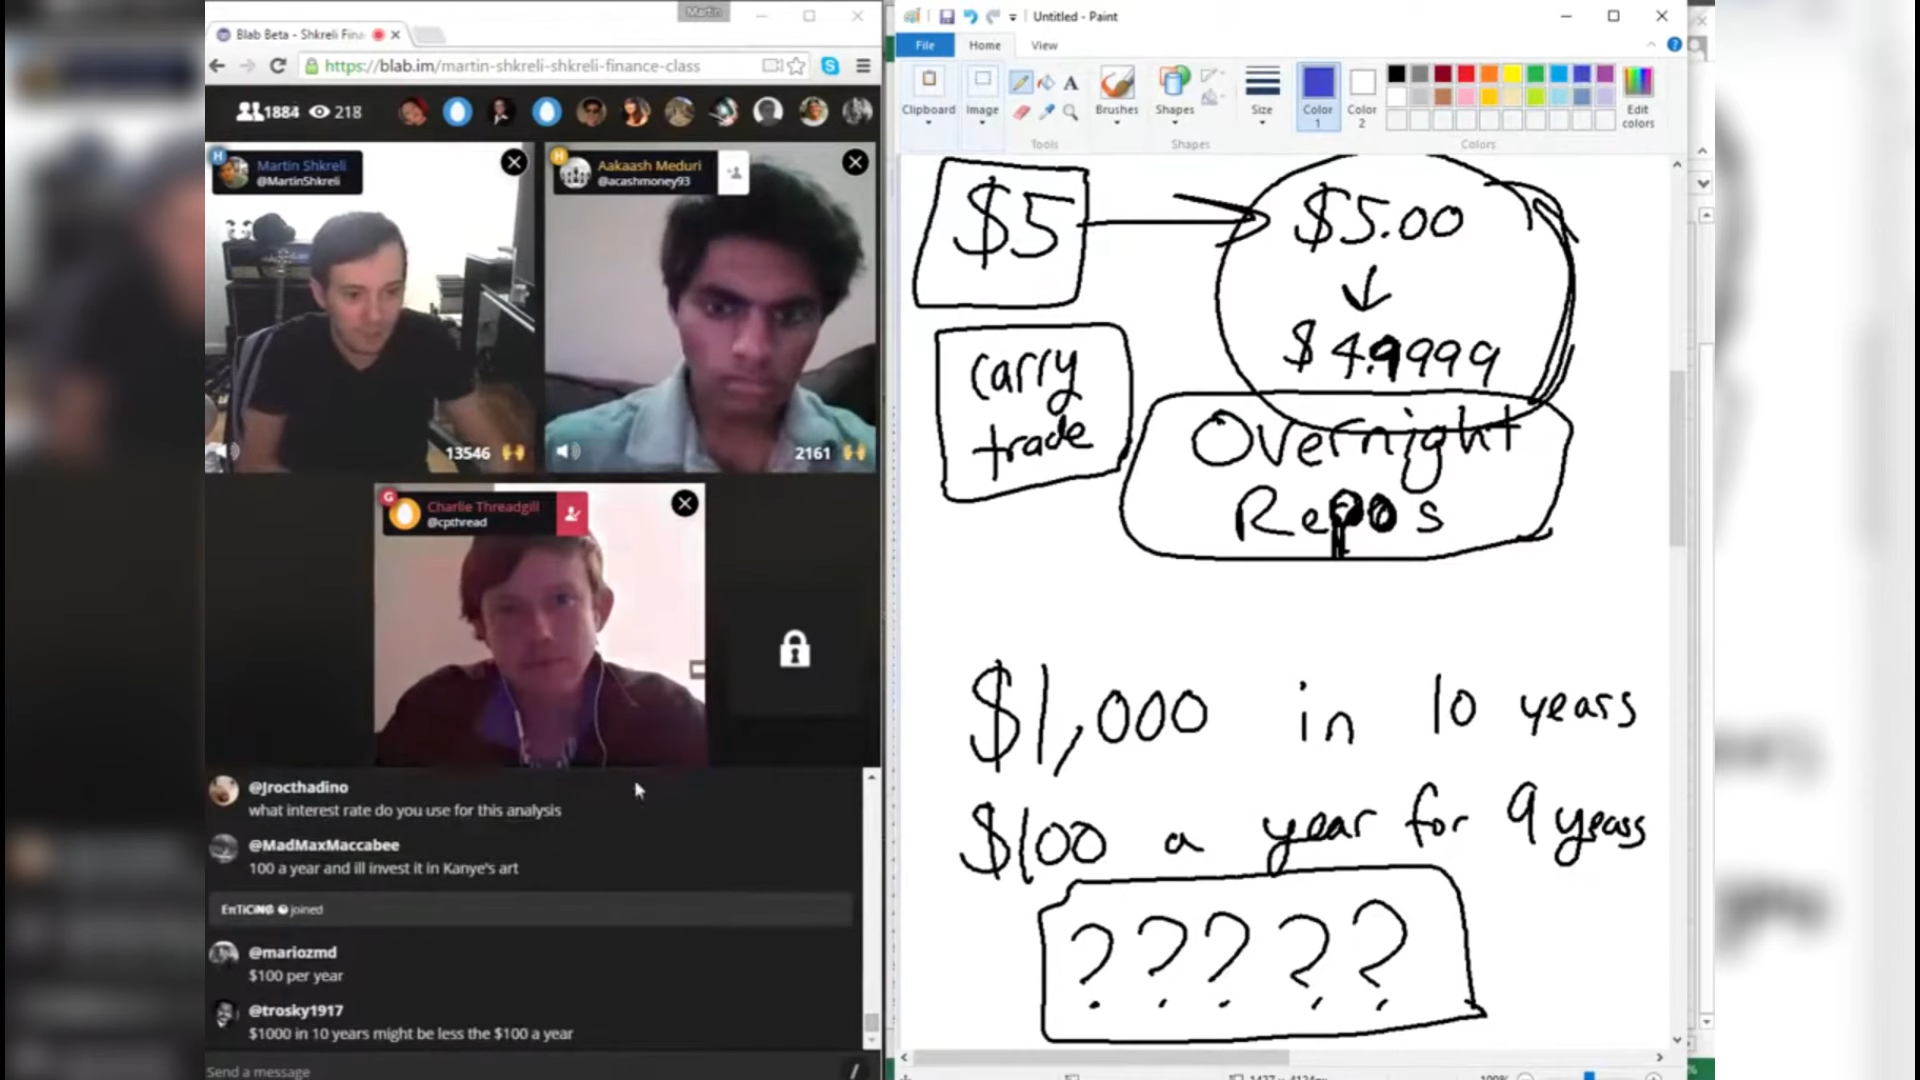 Martin
Blab Beta - Shkreli Fina
https://blab.im/martin-shkreli-shkreli-finance-class
1884
218
H
Martin Shkreli
@MartinShkreli
13546
H
Aakaash Meduri
@acashmoney93
2161
G
Charlie Threadgill
@cpthread
@Jrocthadino
what interest rate do you use for this analysis
@MadMaxMaccabee
100 a year and ill invest it in Kanye's art
joined
@mariozmd
$100 per year
@trosky1917
$1000 in 10 years might be less the $100 a year
Send a message
Untitled - Paint
File Home View
Clipboard
Image
Tools
Brushes
Shapes
Shapes
Size
Color 1
Color 2
Edit colors
Colors
$5
$5.00
$4.9999
carry
trade
Overnight
Repos
$1,000 in 10 years
$100 a year for 9 years
?????
100%